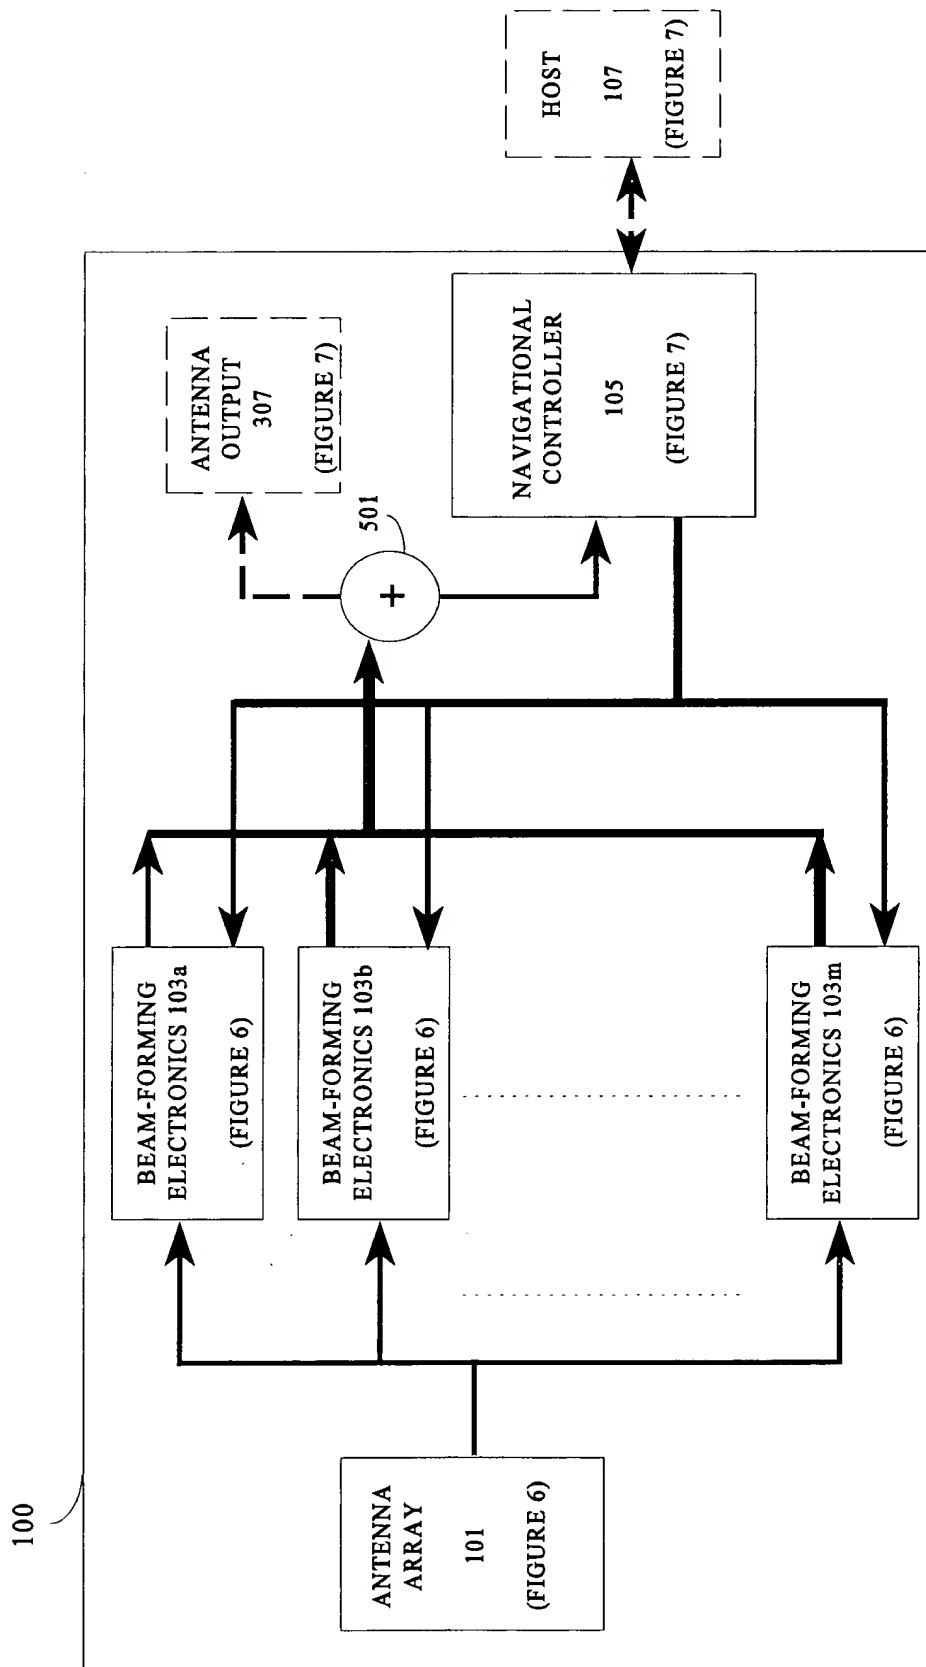 100
ANTENNA
ARRAY
101
(FIGURE 6)
BEAM-FORMING
ELECTRONICS 103a
(FIGURE 6)
BEAM-FORMING
ELECTRONICS 103b
(FIGURE 6)
BEAM-FORMING
ELECTRONICS 103m
(FIGURE 6)
+
501
ANTENNA
OUTPUT
307
(FIGURE 7)
NAVIGATIONAL
CONTROLLER
105
(FIGURE 7)
HOST
107
(FIGURE 7)